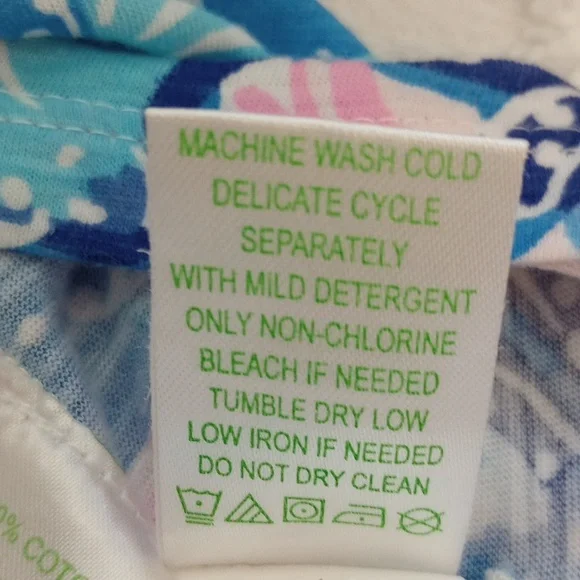 MACHINE WASH COLD
DELICATE CYCLE
SEPARATELY
WITH MILD DETERGENT
ONLY NON-CHLORINE
BLEACH IF NEEDED
TUMBLE DRY LOW
LOW IRON IF NEEDED
DO NOT DRY CLEAN